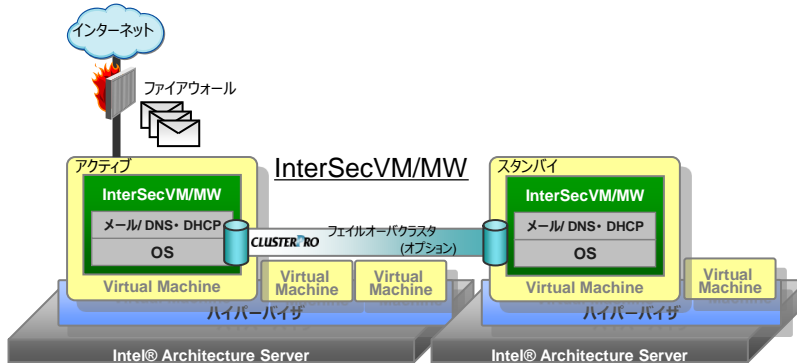 インターネット
ファイアウォール
アクティブ
InterSecVM/MW
スタンバイ
InterSecVM/MW
メール/ DNS・ DHCP
OS
Virtual Machine
CLUSTERPRO
フェイルオーバクラスタ
(オプション)
InterSecVM/MW
メール/ DNS・ DHCP
OS
Virtual Machine
Virtual
Machine
Virtual
Machine
Virtual
Machine
ハイパーバイザ
ハイパーバイザ
Intel® Architecture Server
Intel® Architecture Server